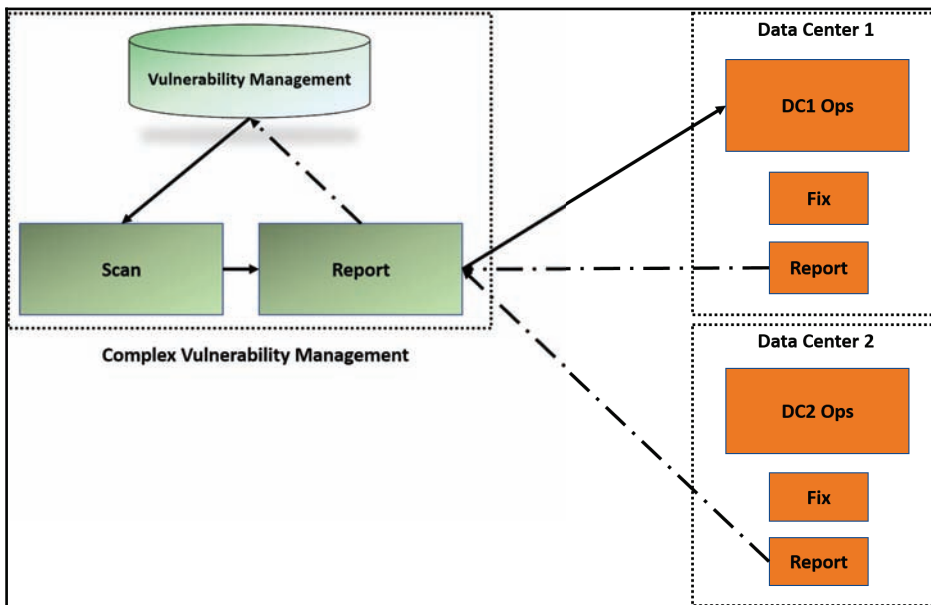 Vulnerability Management
Scan
Report
Complex Vulnerability Management
Data Center 1
DC1 Ops
Fix
Report
Data Center 2
DC2 Ops
Fix
Report